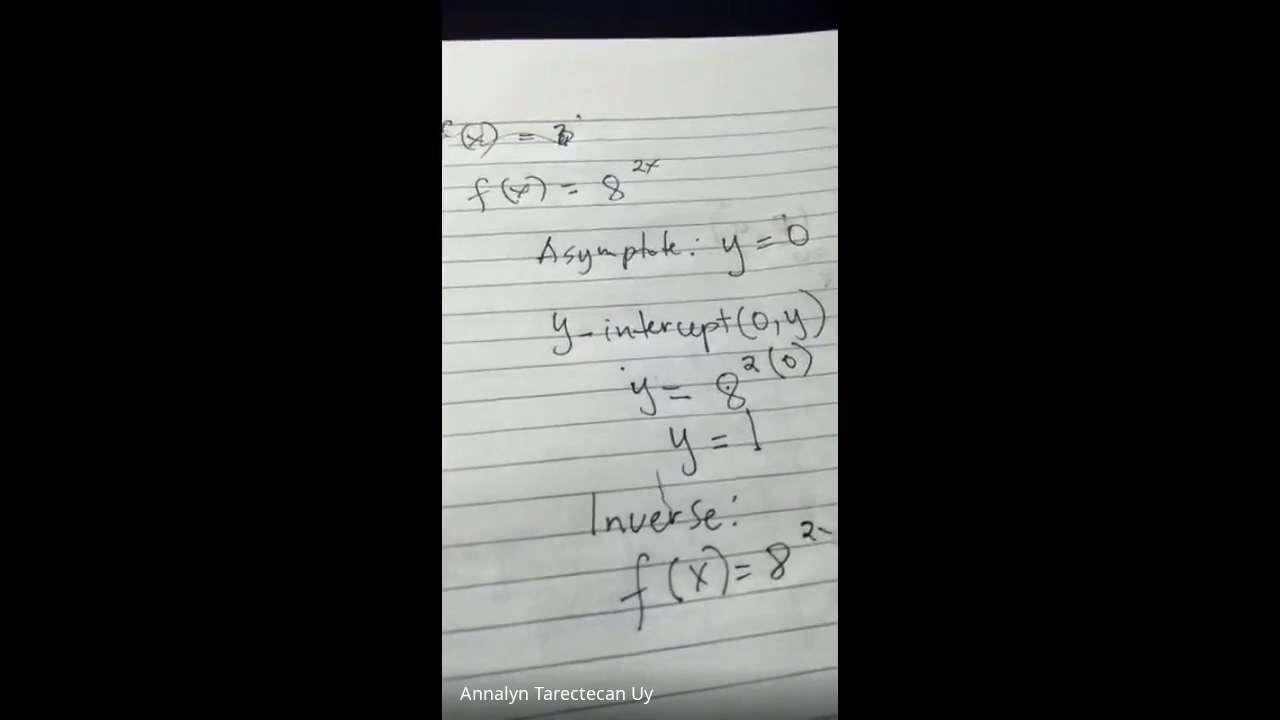 f(x) =
f(x) = 8^2x
Asymptote: y = 0
y-intercept (0, y)
y = 8^2(0)
y = 1
Inverse:
f(x) = 8^2
Annalyn Tarectecan Uy